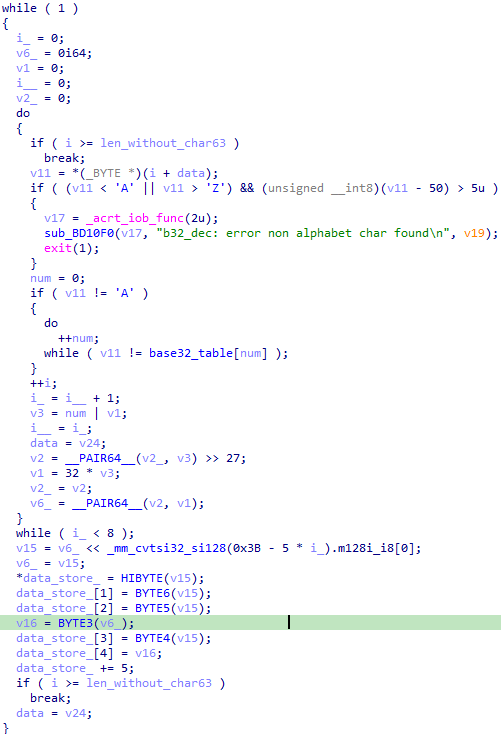 while ( 1 )
{
  i_ = 0;
  v6_ = 0i64;
  v1 = 0;
  i__ = 0;
  v2_ = 0;
  do
  {
    if ( i >= len_without_char63 )
      break;
    v11 = *(_BYTE *)(i + data);
    if ( (v11 < 'A' || v11 > 'Z') && (unsigned __int8)(v11 - 50) > 5u )
    {
      v17 = _acrt_iob_func(2u);
      sub_BD10F0(v17, "b32_dec: error non alphabet char found\n", v19);
      exit(1);
    }
    num = 0;
    if ( v11 != 'A' )
    {
      do
        ++num;
      while ( v11 != base32_table[num] );
    }
    ++i;
    i_ = i__ + 1;
    v3 = num | v1;
    i__ = i_;
    data = v24;
    v2 = __PAIR64__(v2_, v3) >> 27;
    v1 = 32 * v3;
    v2_ = v2;
    v6_ = __PAIR64__(v2, v1);
  }
  while ( i_ < 8 );
  v15 = v6_ << _mm_cvtsi32_si128(0x3B - 5 * i_).m128i_i8[0];
  v6_ = v15;
  *data_store_ = HIBYTE(v15);
  data_store_[1] = BYTE6(v15);
  data_store_[2] = BYTE5(v15);
  v16 = BYTE3(v6_);
  data_store_[3] = BYTE4(v15);
  data_store_[4] = v16;
  data_store_ += 5;
  if ( i >= len_without_char63 )
    break;
  data = v24;
}